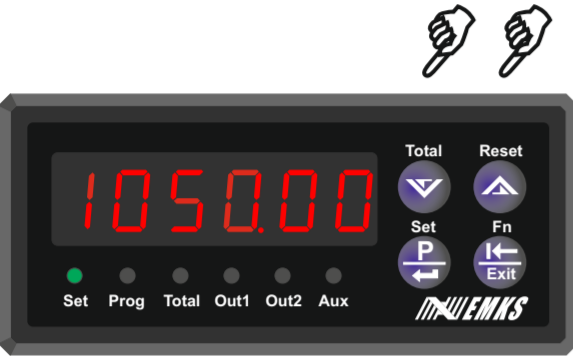 Total Reset
1050.00
Set Fn
P
Exit
Set Prog Total Out1 Out2 Aux
EMKS